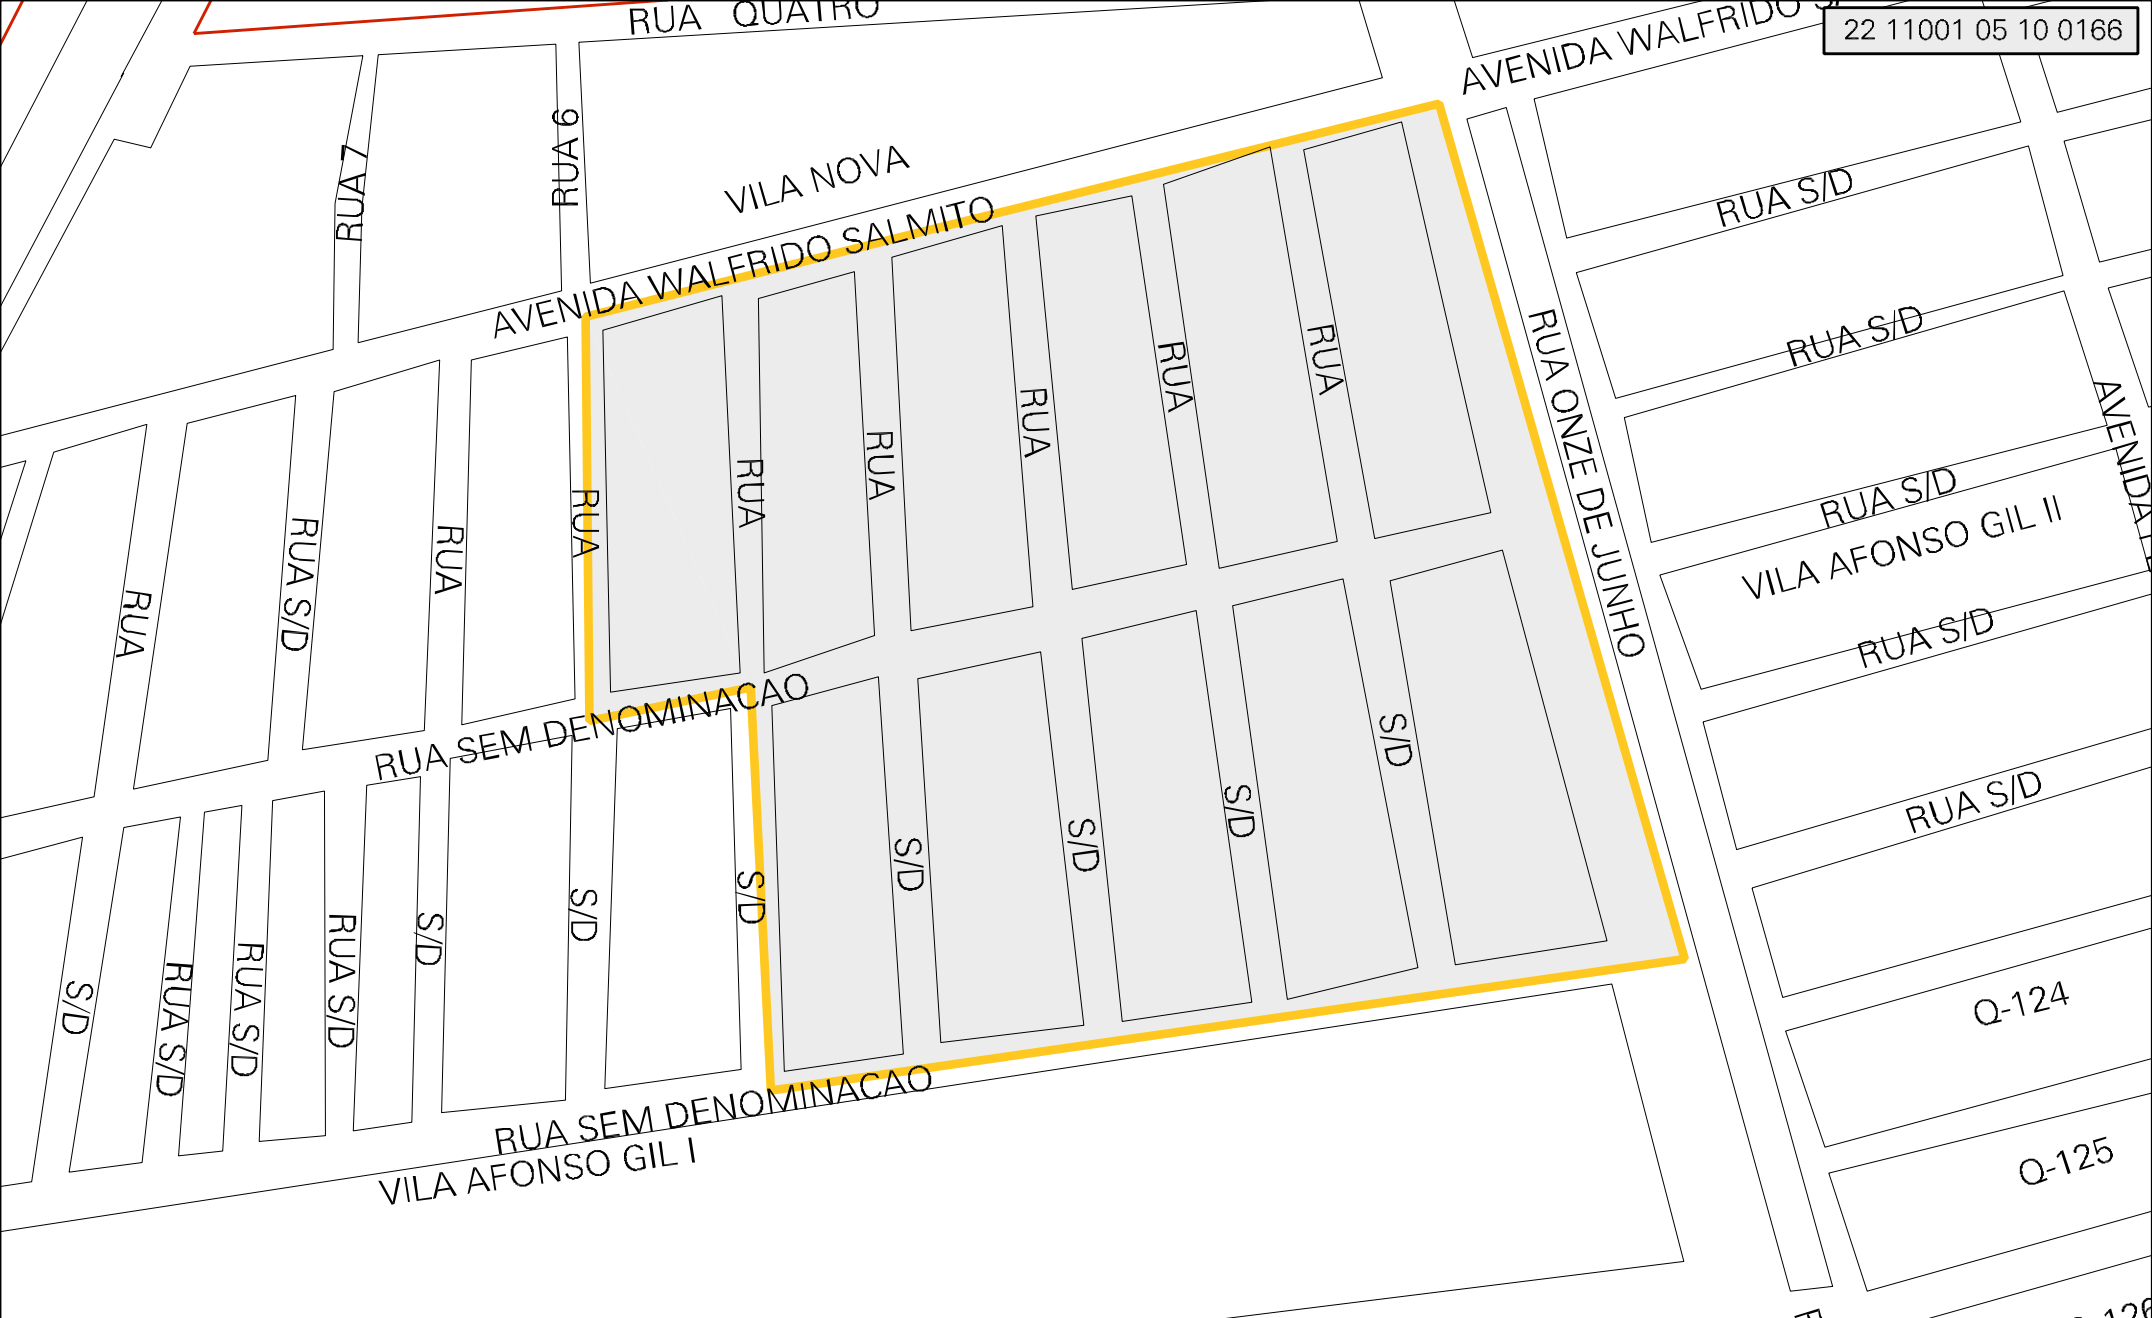 RUA QUATRO
AVENIDA WALFRIDO
22 11001 05 10 0166
RUA 7
RUA 6
VILA NOVA
AVENIDA WALFRIDO SALMITO
RUA S/D
RUA S/D
RUA S/D
VILA AFONSO GIL II
RUA S/D
RUA S/D
AVENIDA
RUA ONZE DE JUNHO
RUA
RUA S/D
RUA
RUA
RUA
RUA
RUA
RUA
RUA
RUA SEM DENOMINACAO
S/D
RUA S/D
RUA S/D
RUA S/D
S/D
S/D
S/D
S/D
S/D
S/D
S/D
Q-124
Q-125
RUA SEM DENOMINACAO
VILA AFONSO GIL I